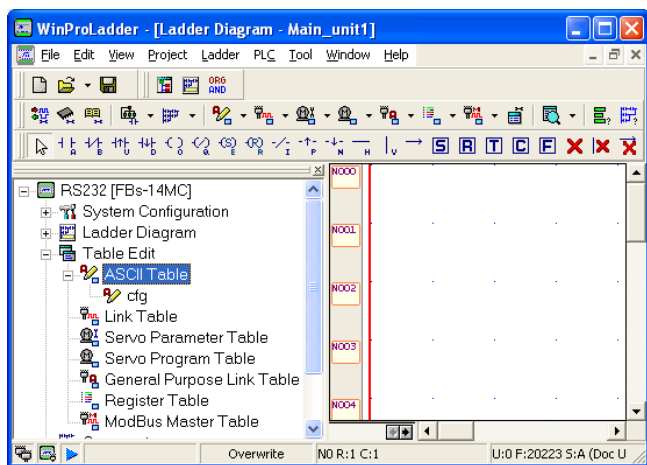 WinProLadder - [Ladder Diagram - Main_unit1]
File Edit View Project Ladder PLC Tool Window Help
ORG
AND
A B U D O Q S E R I P N H V S R T C F X X X
RS232 [FBs-14MC]
N000
System Configuration
Ladder Diagram
N001
Table Edit
ASCII Table
cfg
N002
Link Table
Servo Parameter Table
N003
Servo Program Table
General Purpose Link Table
Register Table
N004
ModBus Master Table
Overwrite N0 R:1 C:1 U:0 F:20223 S:A (Doc U